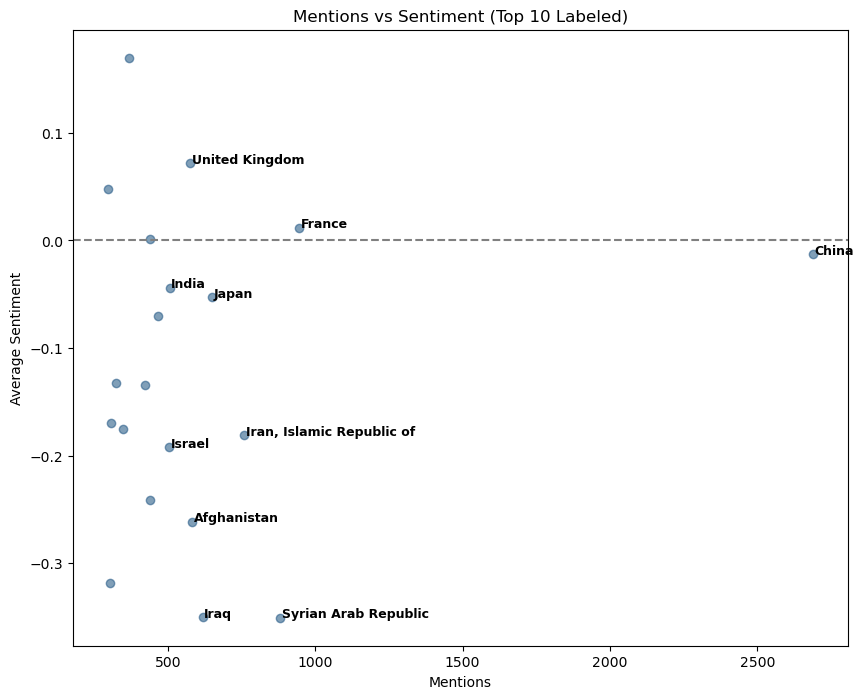 Mentions vs Sentiment (Top 10 Labeled)
0.1
0.0
−0.1
−0.2
−0.3
Average Sentiment
United Kingdom
France
China
India
Japan
Iran, Islamic Republic of
Israel
Afghanistan
Iraq
Syrian Arab Republic
500
1000
1500
2000
2500
Mentions